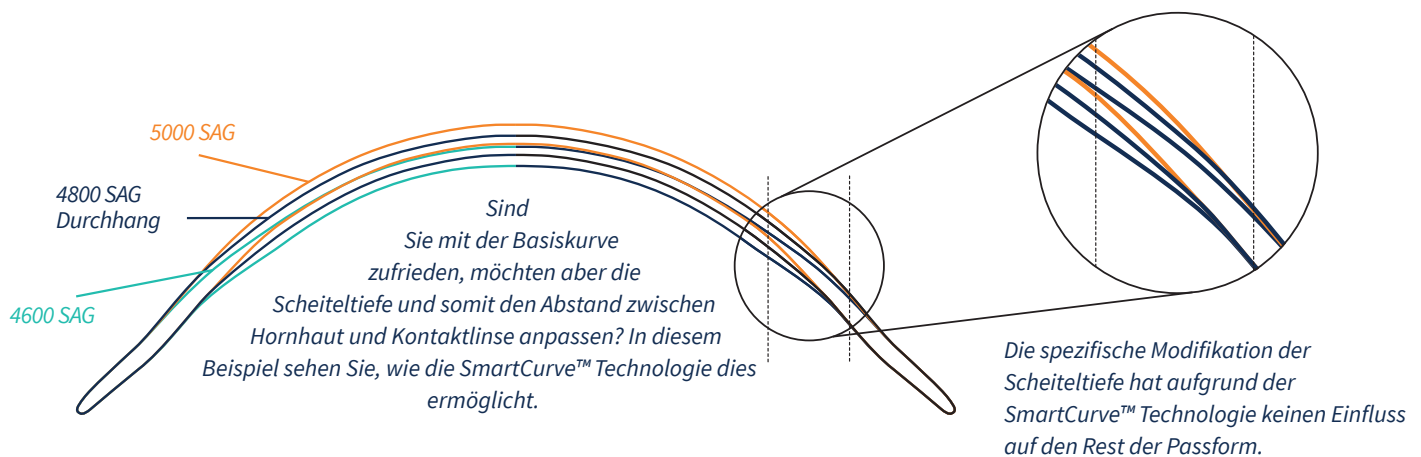 5000 SAG
4800 SAG
Durchhang
4600 SAG
Sind
Sie mit der Basiskurve
zufrieden, möchten aber die
Scheiteltiefe und somit den Abstand zwischen
Hornhaut und Kontaktlinse anpassen? In diesem
Beispiel sehen Sie, wie die SmartCurve™ Technologie dies
ermöglicht.
Die spezifische Modifikation der
Scheiteltiefe hat aufgrund der
SmartCurve™ Technologie keinen Einfluss
auf den Rest der Passform.